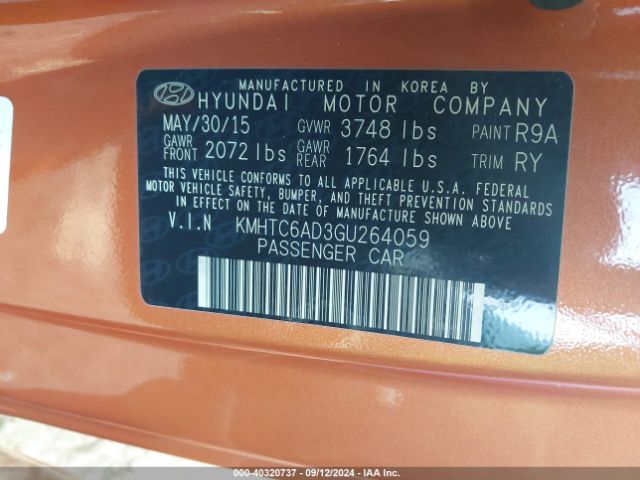 MANUFACTURED IN KOREA BY
HYUNDAI MOTOR COMPANY
MAY/30/15 GVWR 3748 lbs PAINT R9A
GAWR FRONT 2072 lbs GAWR REAR 1764 lbs TRIM RY
THIS VEHICLE CONFORMS TO ALL APPLICABLE U.S.A. FEDERAL
MOTOR VEHICLE SAFETY, BUMPER, AND THEFT PREVENTION STANDARDS
IN EFFECT ON THE DATE OF MANUFACTURE SHOWN ABOVE
V.I.N KMHTC6AD3GU264059
PASSENGER CAR
000-40320737 - 09/12/2024 - IAA Inc.